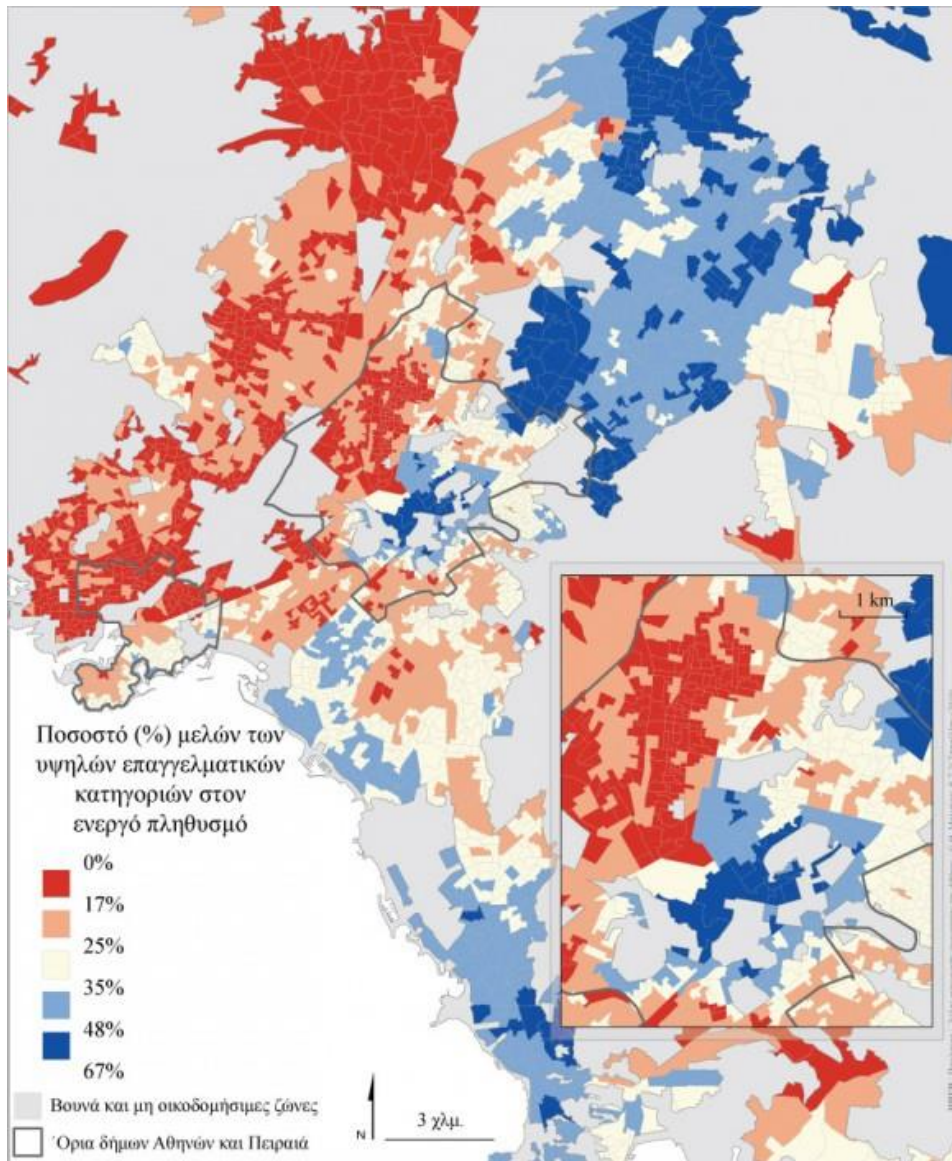 1 km
Ποσοστό (%) μελών των
υψηλών επαγγελματικών
κατηγοριών στον
ενεργό πληθυσμό
0%
17%
25%
35%
48%
67%
Βουνά και μη οικοδομήσιμες ζώνες
Όρια δήμων Αθηνών και Πειραιά
N
3 χλμ.